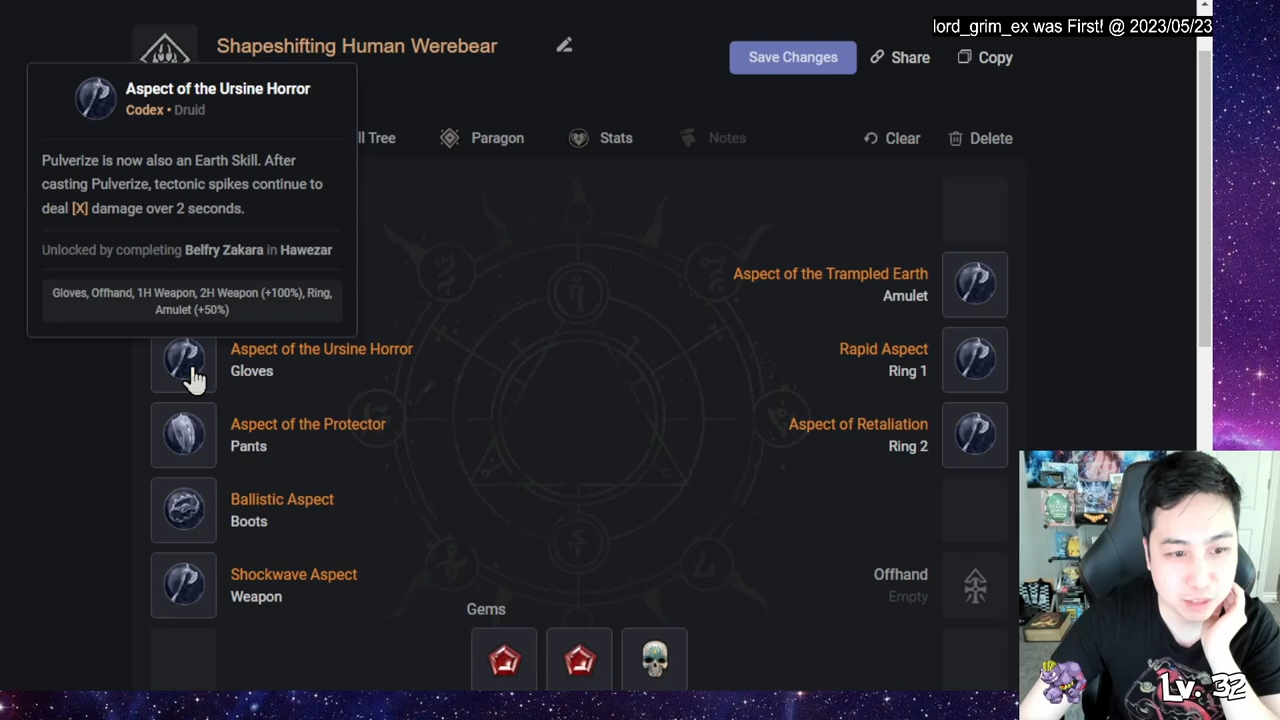 lord_grim_ex was First! @ 2023/05/23
Shapeshifting Human Werebear
Save Changes
Share
Copy
Aspect of the Ursine Horror
Codex • Druid
Pulverize is now also an Earth Skill. After
casting Pulverize, tectonic spikes continue to
deal [X] damage over 2 seconds.
Unlocked by completing Belfry Zakara in Hawezar
Gloves, Offhand, 1H Weapon, 2H Weapon (+100%), Ring,
Amulet (+50%)
ll Tree
Paragon
Stats
Notes
Clear
Delete
Aspect of the Trampled Earth
Amulet
Aspect of the Ursine Horror
Gloves
Rapid Aspect
Ring 1
Aspect of the Protector
Pants
Aspect of Retaliation
Ring 2
Ballistic Aspect
Boots
Shockwave Aspect
Weapon
Offhand
Empty
Gems
Lv. 32